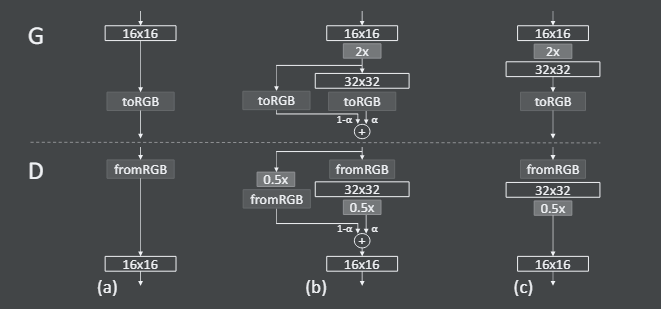 G
16x16
toRGB
16x16
2x
32x32
toRGB
toRGB
1-α
α
+
16x16
2x
32x32
toRGB
D
fromRGB
16x16
(a)
0.5x
fromRGB
fromRGB
32x32
0.5x
1-α
α
+
16x16
(b)
fromRGB
32x32
0.5x
16x16
(c)